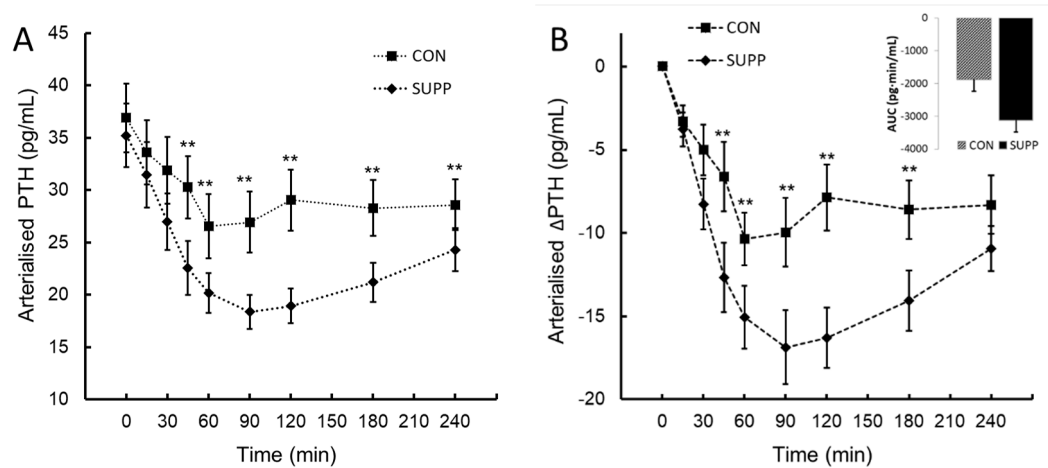 A
CON
SUPP
Arterialised PTH (pg/mL)
45
40
35
30
25
20
15
10
** ** ** ** ** **
0 30 60 90 120 150 180 210 240
Time (min)
B
CON
SUPP
Arterialised ΔPTH (pg/mL)
0
-5
-10
-15
-20
** ** ** ** **
0 30 60 90 120 150 180 210 240
Time (min)
AUC (pg·min/mL)
0
-1000
-2000
-3000
-4000
CON SUPP